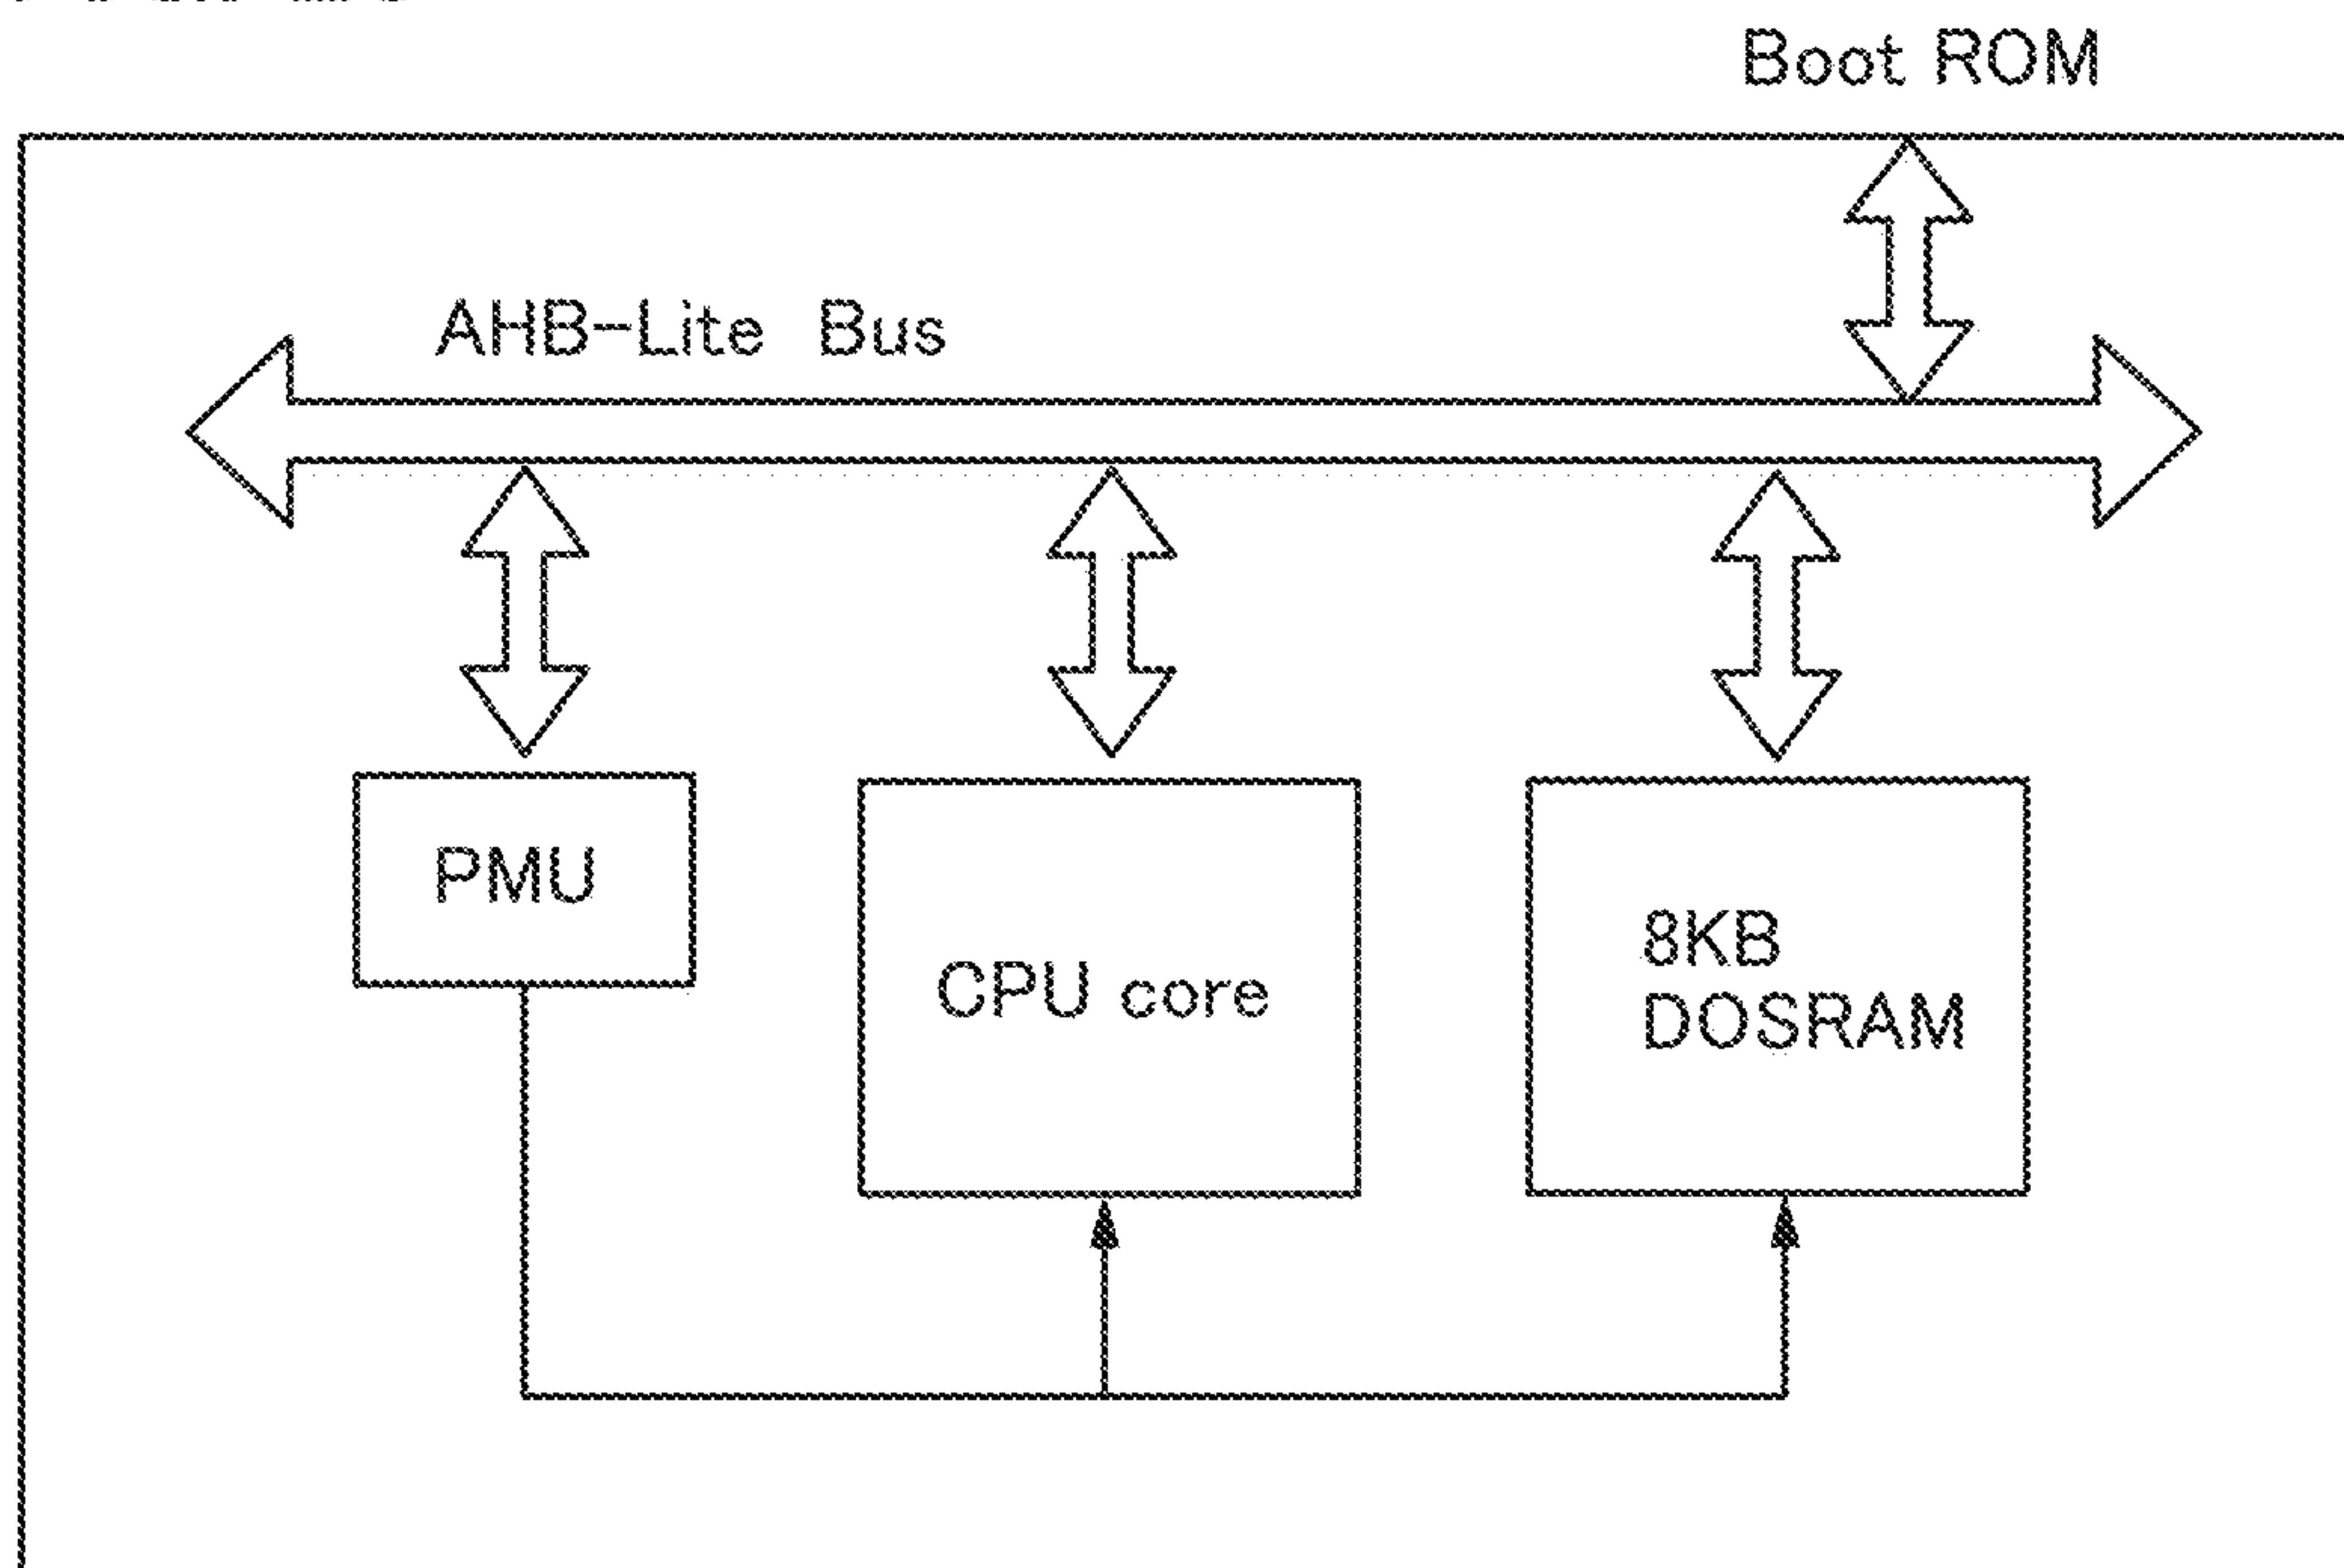 Boot ROM
AHB-Lite Bus
PMU
CPU core
8KB
DOSRAM